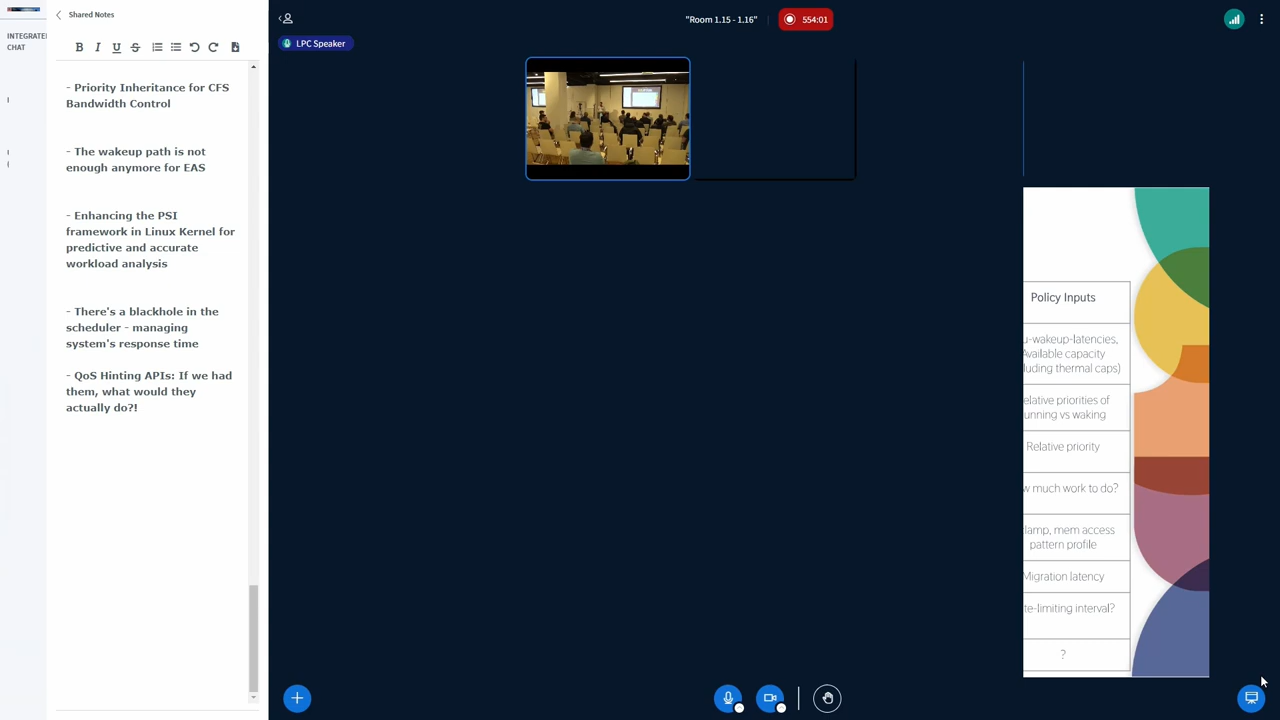 INTEGRATE
CHAT
Shared Notes
B I U S
- Priority Inheritance for CFS
Bandwidth Control
- The wakeup path is not
enough anymore for EAS
- Enhancing the PSI
framework in Linux Kernel for
predictive and accurate
workload analysis
- There's a blackhole in the
scheduler - managing
system's response time
- QoS Hinting APIs: If we had
them, what would they
actually do?!
"Room 1.15 - 1.16"
554:01
LPC Speaker
Policy Inputs
u-wakeup-latencies,
Available capacity
luding thermal caps)
elative priorities of
unning vs waking
Relative priority
w much work to do?
lamp, mem access
pattern profile
Migration latency
te-limiting interval?
?